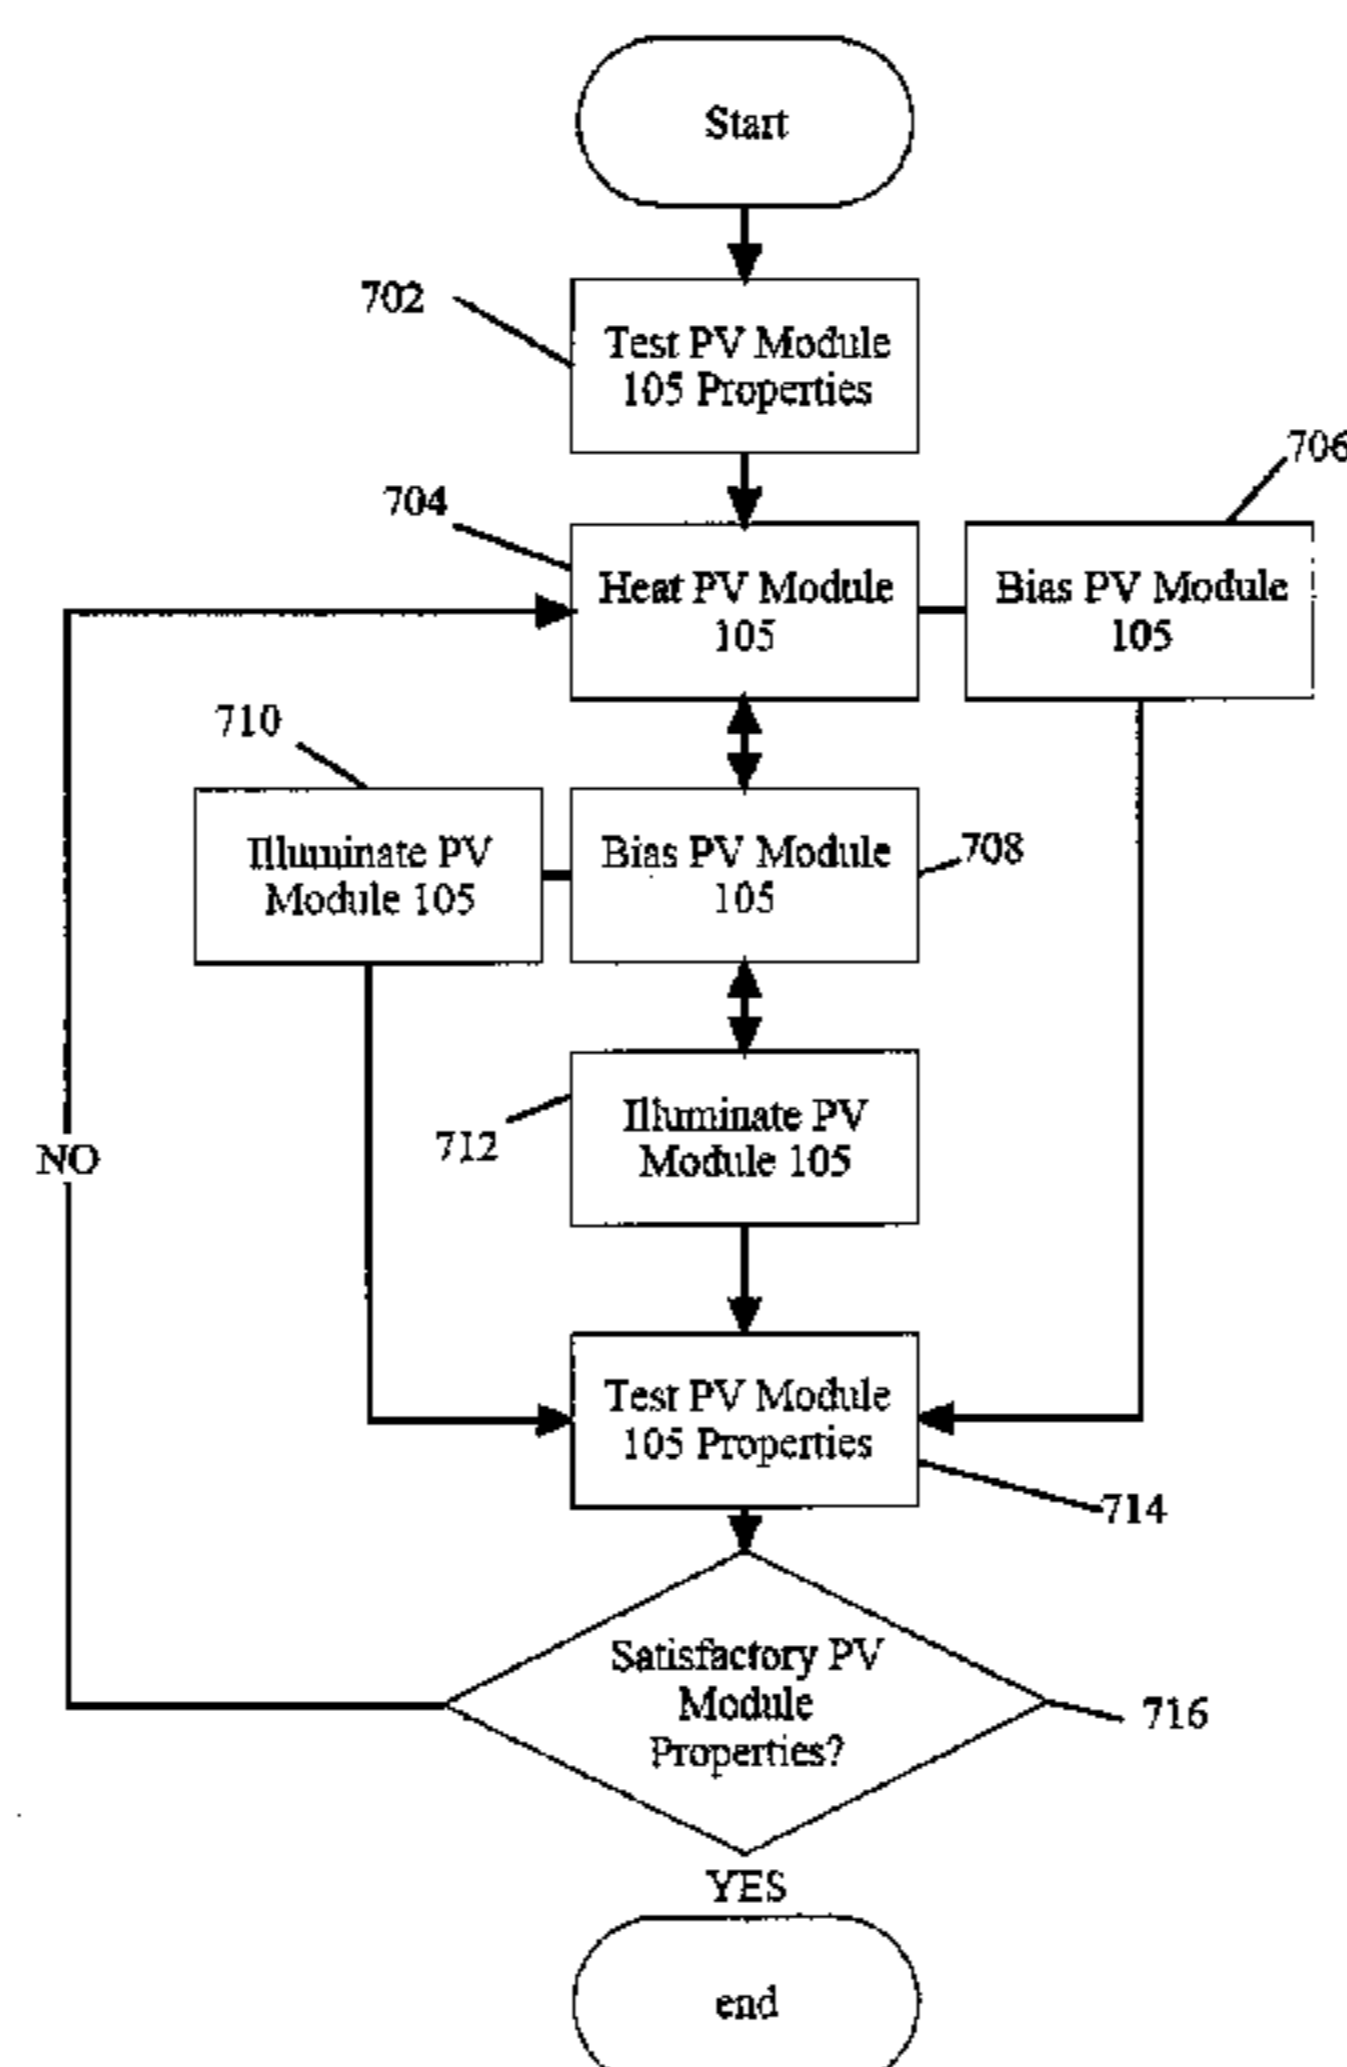 Start
702
Test PV Module
105 Properties
704
706
Heat PV Module
105
Bias PV Module
105
710
Illuminate PV
Module 105
Bias PV Module
105
708
712
Illuminate PV
Module 105
NO
Test PV Module
105 Properties
714
Satisfactory PV
Module
Properties?
716
YES
end